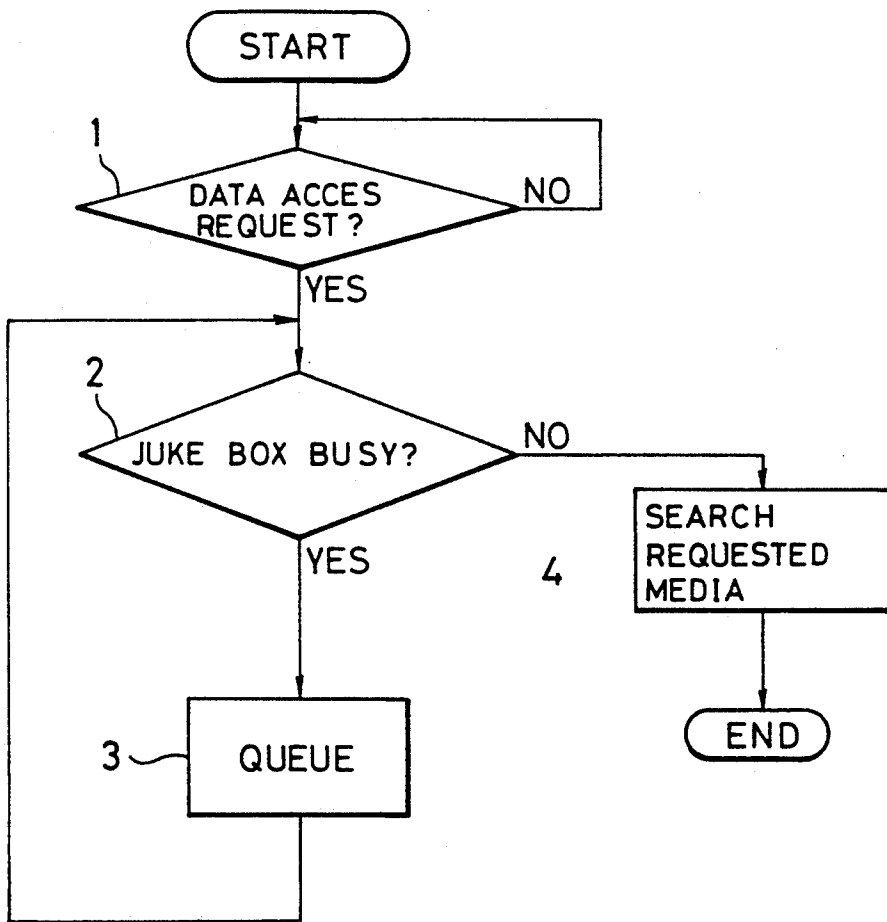 START
1
DATA ACCES
REQUEST?
NO
YES
2
JUKE BOX BUSY?
NO
YES
4
SEARCH
REQUESTED
MEDIA
3
QUEUE
END